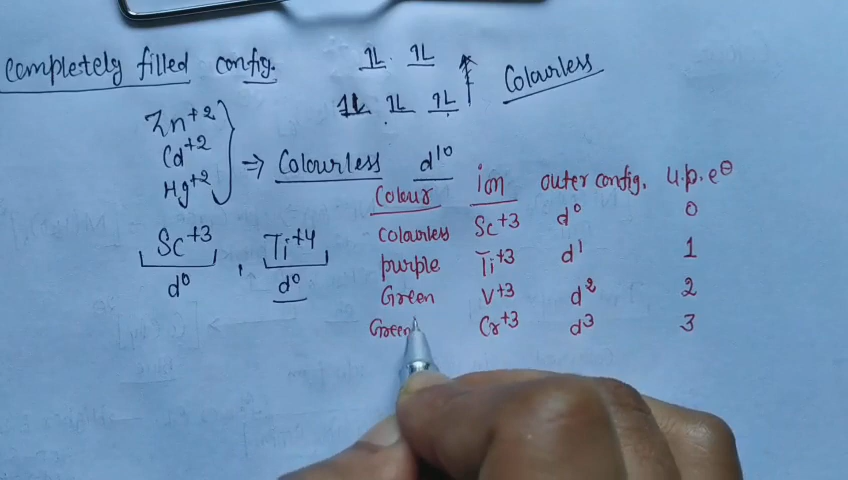 Completely filled config. 1L 1L Colourless
1L 1L 1L
Zn+2
Cd+2 => Colourless d10
Hg+2
Sc+3 , Ti+4
d0 d0
Colour ion outer config. u.p.e⊖
colourless Sc+3 d0 0
purple Ti+3 d1 1
Green V+3 d2 2
Green Cr+3 d3 3